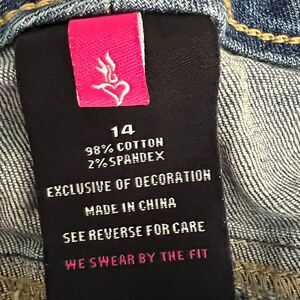 14
98% COTTON
2% SPANDEX
EXCLUSIVE OF DECORATION
MADE IN CHINA
SEE REVERSE FOR CARE
WE SWEAR BY THE FIT